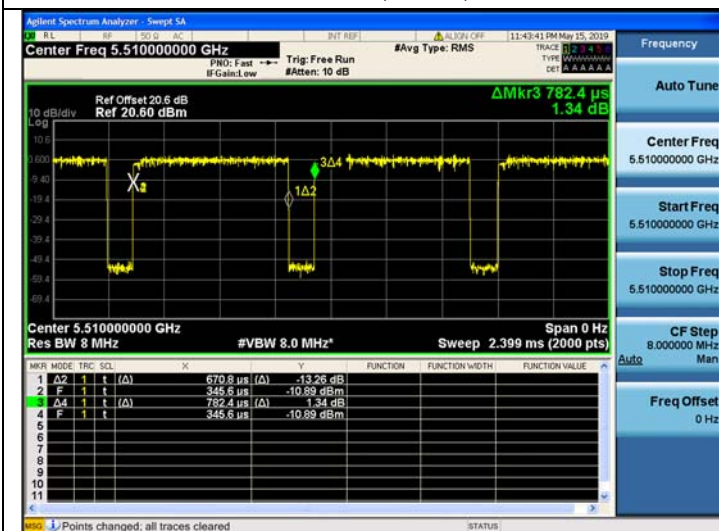 Agilent Spectrum Analyzer - Swept SA
RL RF 50 Ω AC INT REF ALIGN OFF 11:43:41 PM May 15, 2019
Center Freq 5.510000000 GHz
PNO: Fast
IFGain:Low
Trig: Free Run
#Atten: 10 dB
#Avg Type: RMS
TRACE 1 2 3 4 5 6
TYPE
DET A A A A A A
Ref Offset 20.6 dB
10 dB/div Ref 20.60 dBm
Log
ΔMkr3 782.4 µs
1.34 dB
10.6
0.600
-9.40
-19.4
-29.4
-39.4
-49.4
-59.4
-69.4
3Δ4
1Δ2
Center 5.510000000 GHz Span 0 Hz
Res BW 8 MHz #VBW 8.0 MHz* Sweep 2.399 ms (2000 pts)
MKR MODE TRC SCL X Y FUNCTION FUNCTION WIDTH FUNCTION VALUE
1 Δ2 1 t (Δ) 670.8 µs (Δ) -13.26 dB
2 F 1 t 345.6 µs -10.89 dBm
3 Δ4 1 t (Δ) 782.4 µs (Δ) 1.34 dB
4 F 1 t 345.6 µs -10.89 dBm
5
6
7
8
9
10
11
MSG Points changed; all traces cleared STATUS
Frequency
Auto Tune
Center Freq
5.510000000 GHz
Start Freq
5.510000000 GHz
Stop Freq
5.510000000 GHz
CF Step
8.000000 MHz
Auto Man
Freq Offset
0 Hz